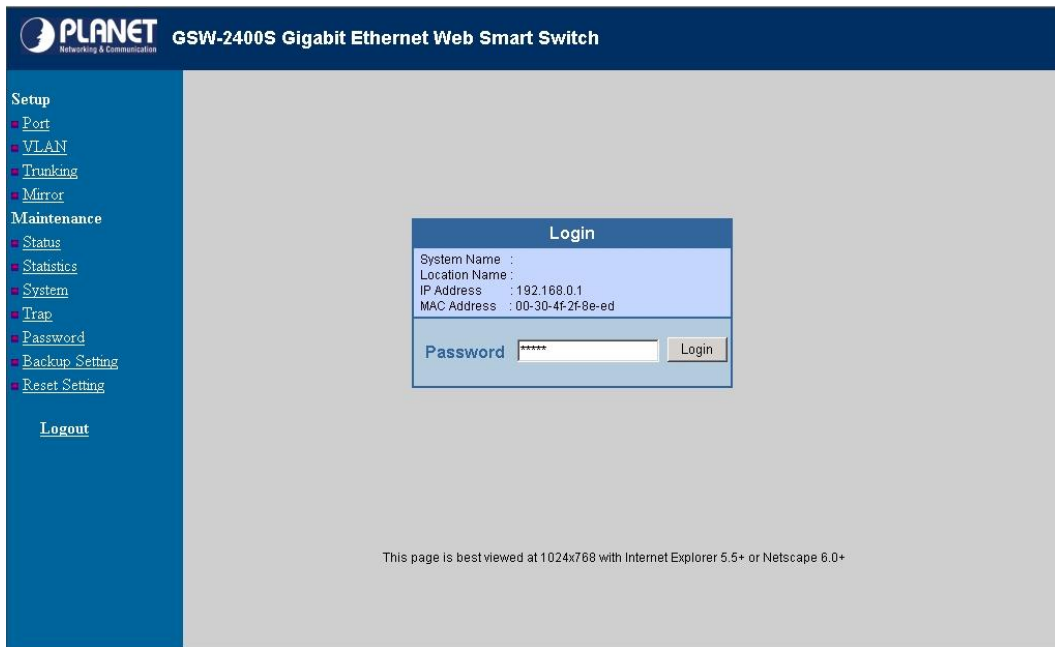 PLANET
Networking & Communication
GSW-2400S Gigabit Ethernet Web Smart Switch
Setup
Port
VLAN
Trunking
Mirror
Maintenance
Status
Statistics
System
Trap
Password
Backup Setting
Reset Setting
Logout
Login
System Name :
Location Name :
IP Address : 192.168.0.1
MAC Address : 00-30-4f-2f-8e-ed
Password ***** Login
This page is best viewed at 1024x768 with Internet Explorer 5.5+ or Netscape 6.0+